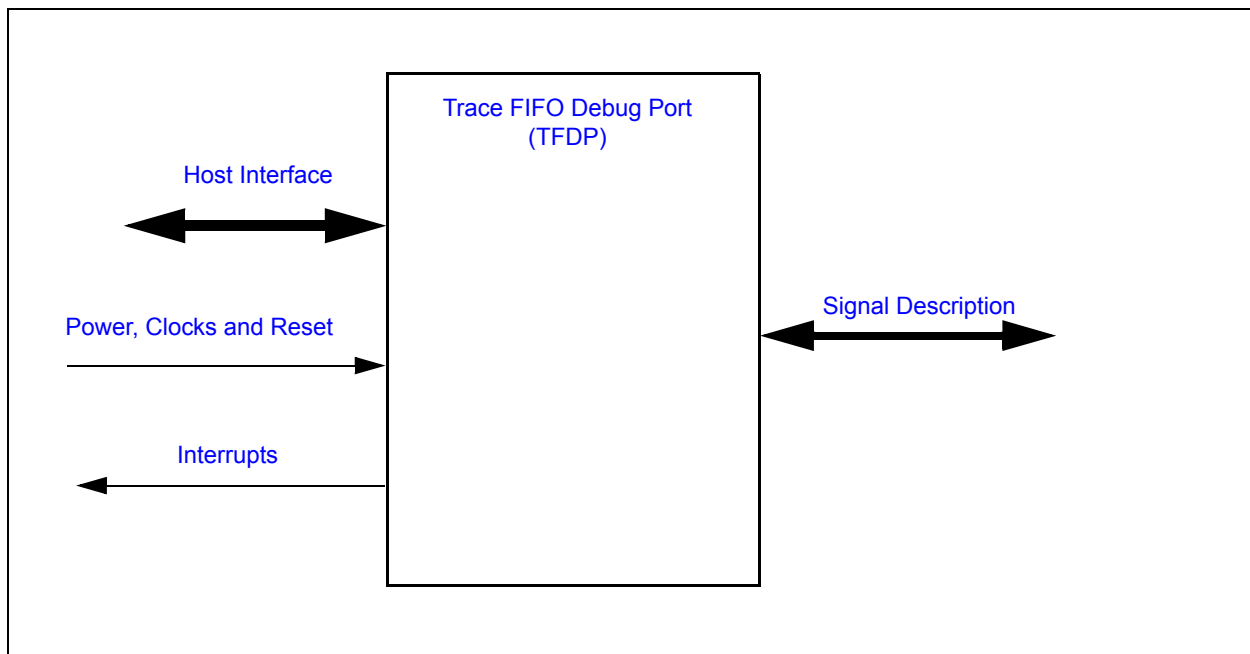 Trace FIFO Debug Port
(TFDP)
Host Interface
Signal Description
Power, Clocks and Reset
Interrupts